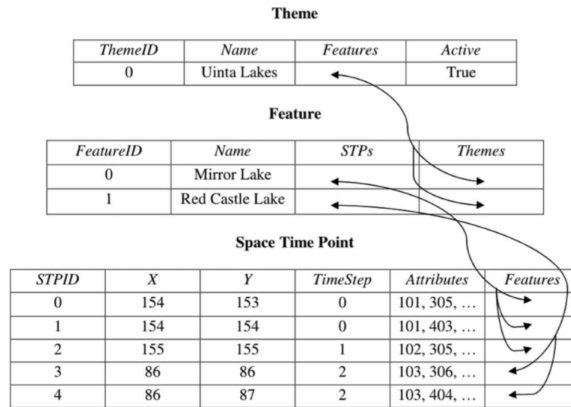 Theme
ThemeID Name Features Active
0 Uinta Lakes True
Feature
FeatureID Name STPs Themes
0 Mirror Lake
1 Red Castle Lake
Space Time Point
STPID X Y TimeStep Attributes Features
0 154 153 0 101, 305, …
1 154 154 0 101, 403, …
2 155 155 1 102, 305, …
3 86 86 2 103, 306, …
4 86 87 2 103, 404, …